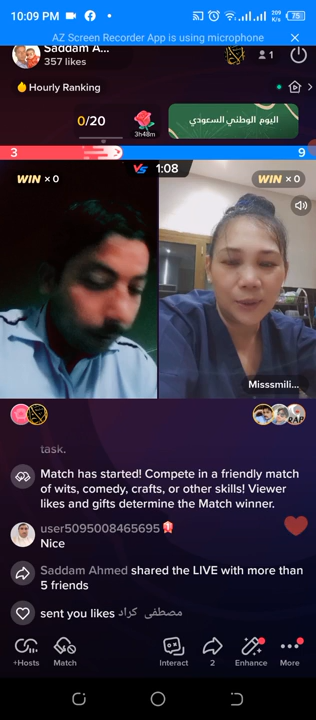 10:09 PM
209
K/s
75
AZ Screen Recorder App is using microphone
Saddam A...
357 likes
1
Hourly Ranking
0/20
3h48m
اليوم الوطني السعودي
3
9
WIN × 0
VS 1:08
WIN × 0
Misssmili...
task.
Match has started! Compete in a friendly match
of wits, comedy, crafts, or other skills! Viewer
likes and gifts determine the Match winner.
user5095008465695
Nice
Saddam Ahmed shared the LIVE with more than
5 friends
sent you likes مصطفى كراد
+Hosts
Match
Interact
2
Enhance
More